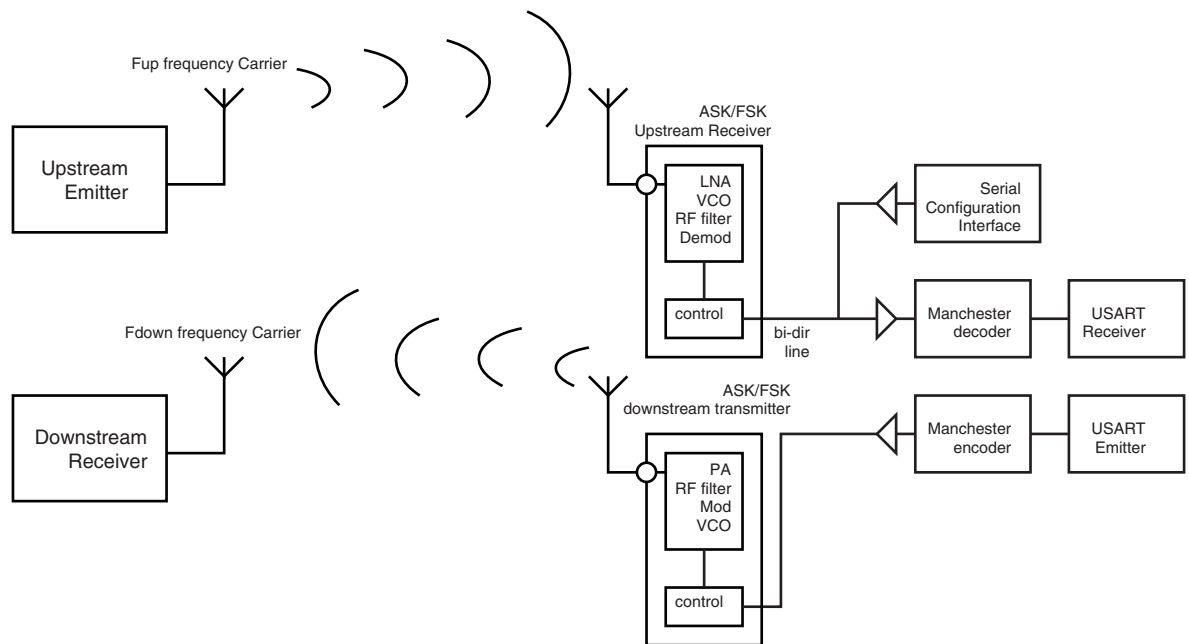 Fup frequency Carrier
Upstream
Emitter
ASK/FSK
Upstream Receiver
LNA
VCO
RF filter
Demod
control
bi-dir
line
Serial
Configuration
Interface
Manchester
decoder
USART
Receiver
Fdown frequency Carrier
Downstream
Receiver
ASK/FSK
downstream transmitter
PA
RF filter
Mod
VCO
control
Manchester
encoder
USART
Emitter